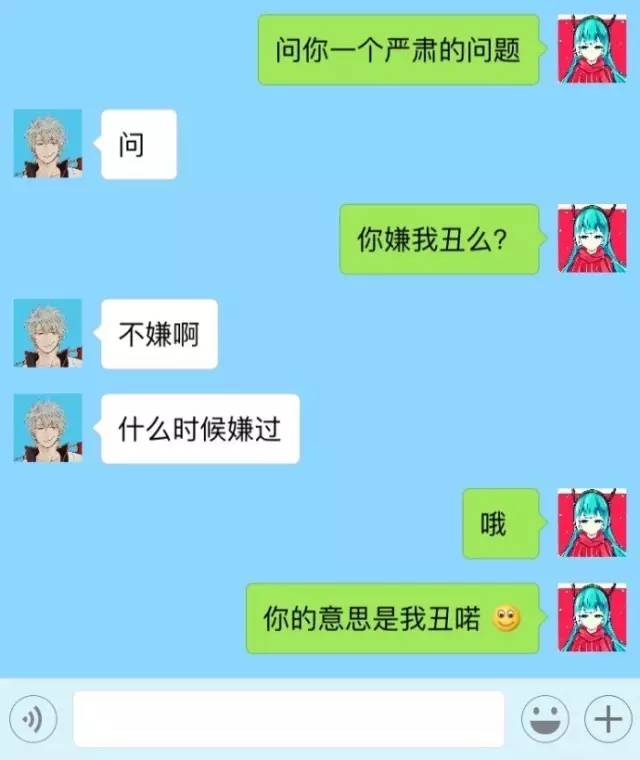 问你一个严肃的问题
问
你嫌我丑么?
不嫌啊
什么时候嫌过
哦
你的意思是我丑喏